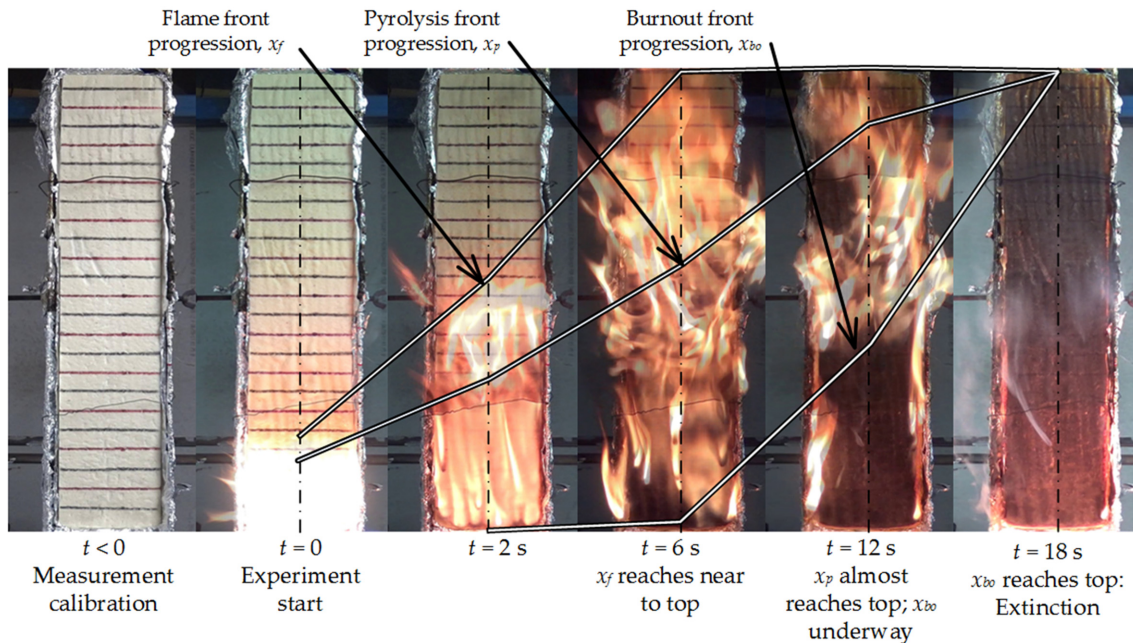 Flame front
progression, xf
Pyrolysis front
progression, xp
Burnout front
progression, xbo
t < 0
Measurement
calibration
t = 0
Experiment
start
t = 2 s
t = 6 s
xf reaches near
to top
t = 12 s
xp almost
reaches top; xbo
underway
t = 18 s
xbo reaches top:
Extinction